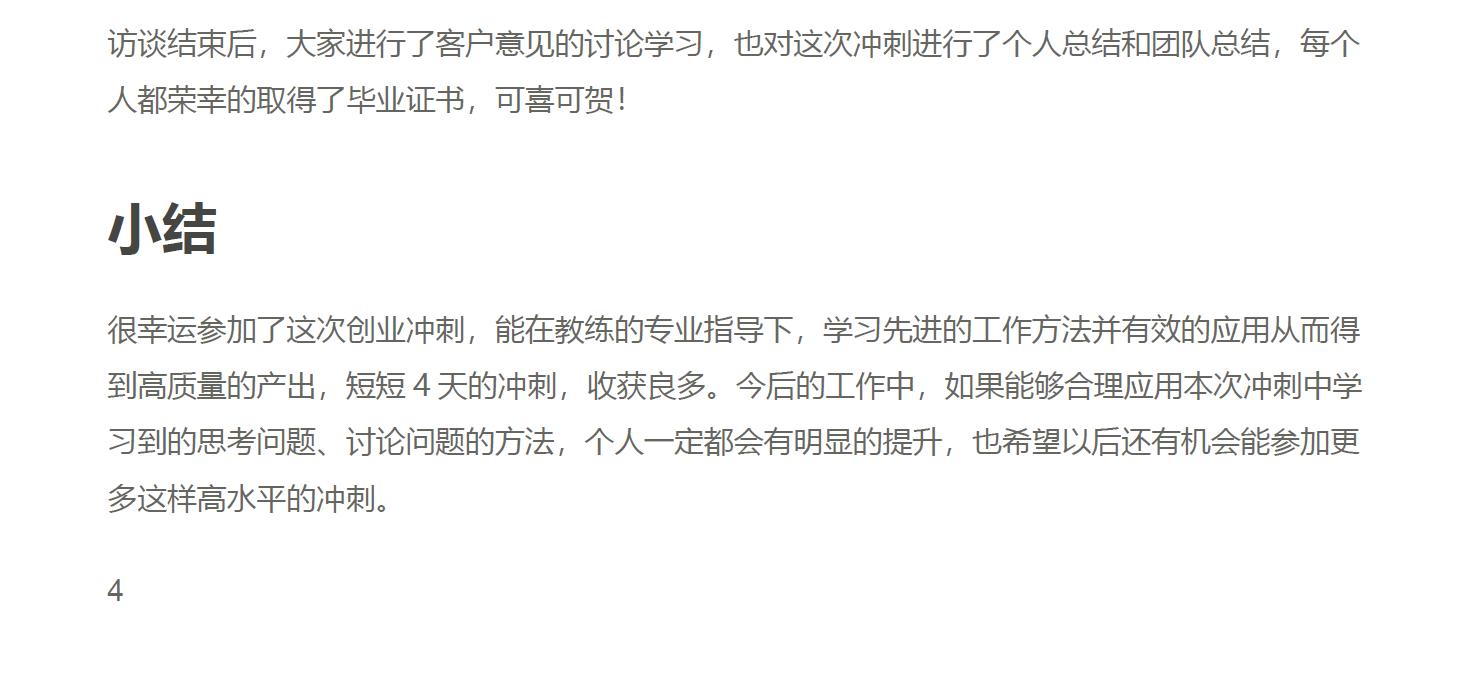 访谈结束后，大家进行了客户意见的讨论学习，也对这次冲刺进行了个人总结和团队总结，每个
人都荣幸的取得了毕业证书，可喜可贺！
小结
很幸运参加了这次创业冲刺，能在教练的专业指导下，学习先进的工作方法并有效的应用从而得
到高质量的产出，短短 4 天的冲刺，收获良多。今后的工作中，如果能够合理应用本次冲刺中学
习到的思考问题、讨论问题的方法，个人一定都会有明显的提升，也希望以后还有机会能参加更
多这样高水平的冲刺。
4